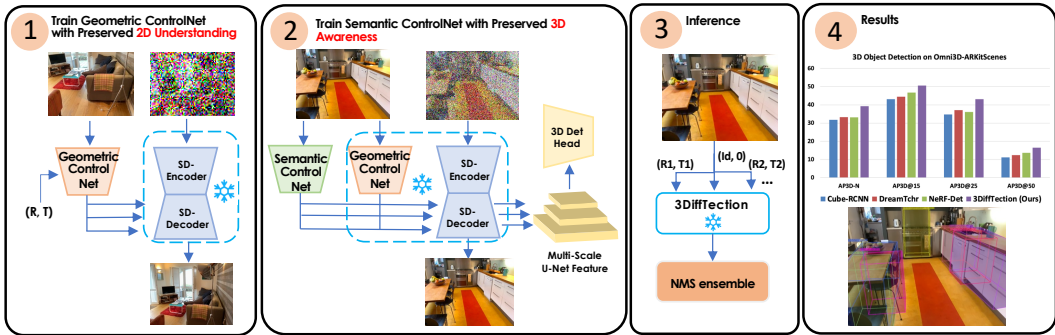 1
Train Geometric ControlNet
with Preserved 2D Understanding
Geometric
Control
Net
(R, T)
SD-
Encoder
SD-
Decoder
2
Train Semantic ControlNet with Preserved 3D
Awareness
Semantic
Control
Net
Geometric
Control
Net
SD-
Encoder
SD-
Decoder
3D Det
Head
Multi-Scale
U-Net Feature
3
Inference
(R1, T1)
(Id, 0)
(R2, T2)
...
3DiffTection
NMS ensemble
4
Results
3D Object Detection on Omni3D-ARKitScenes
60
50
40
30
20
10
0
AP3D-N
AP3D@15
AP3D@25
AP3D@50
Cube-RCNN DreamTchr NeRF-Det 3DiffTection (Ours)